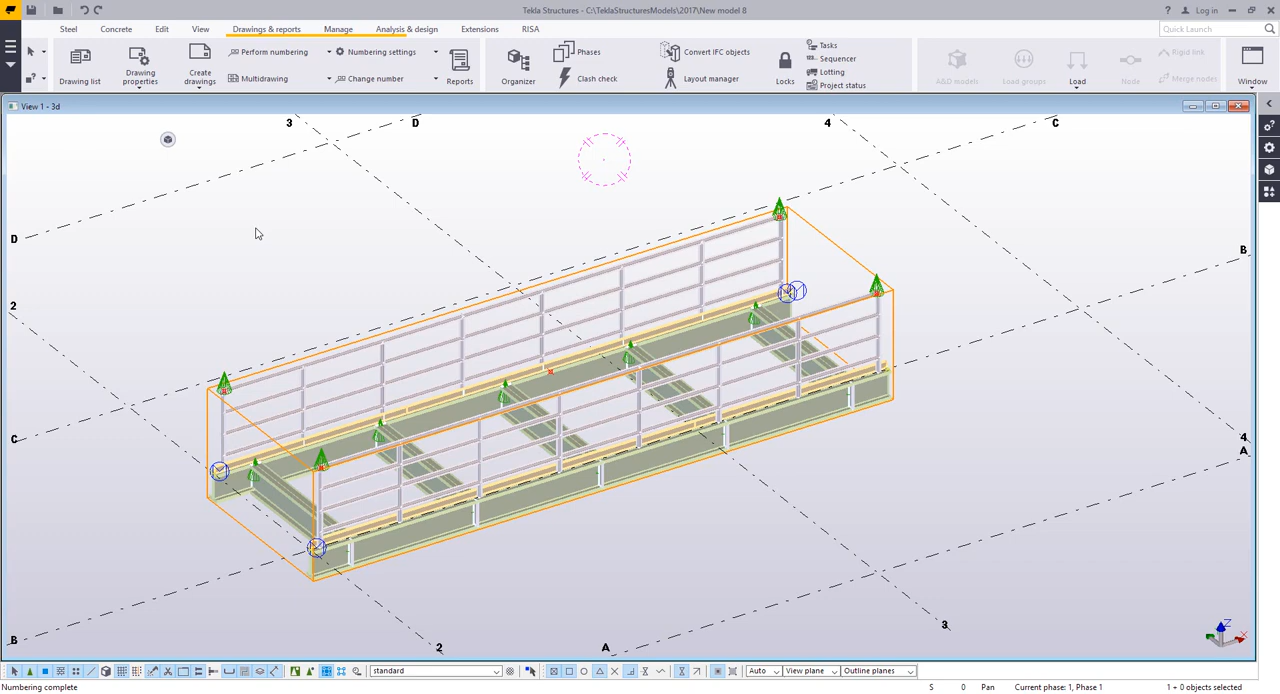 Tekla Structures - C:\TeklaStructuresModels\2017\New model 8
Log in
Steel Concrete Edit View Drawings & reports Manage Analysis & design Extensions RISA
Quick Launch
Drawing list
Drawing properties
Create drawings
Perform numbering
Multidrawing
Numbering settings
Change number
Reports
Organizer
Phases
Clash check
Convert IFC objects
Layout manager
Locks
Tasks
Sequencer
Lotting
Project status
A&D models
Load groups
Load
Node
Rigid link
Merge nodes
Window
View 1 - 3d
3 D 4 C
D
B
2
C
4
A
B
2
A
3
Z
X
standard
Auto
View plane
Outline planes
Numbering complete
S
0
Pan
Current phase: 1, Phase 1
1 + 0 objects selected